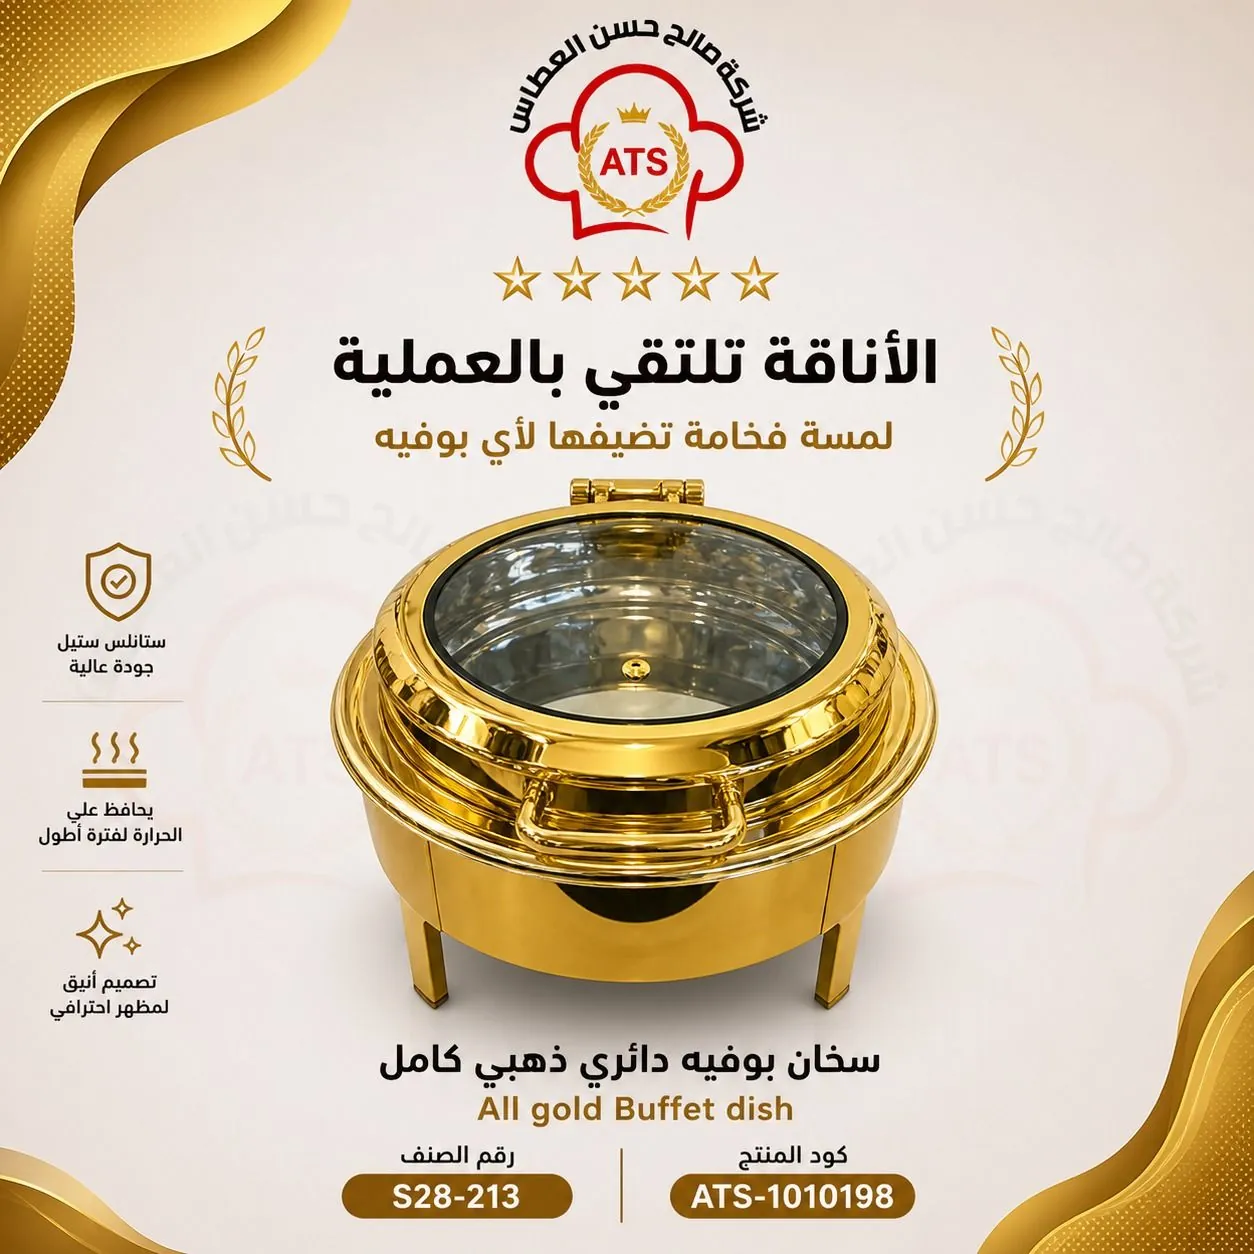 شركة صالح حسن العطاس
ATS
الأناقة تلتقي بالعملية
لمسة فخامة تضيفها لأي بوفيه
ستانلس ستيل
جودة عالية
يحافظ علي
الحرارة لفترة أطول
تصميم أنيق
لمظهر احترافي
سخان بوفيه دائري ذهبي كامل
All gold Buffet dish
كود المنتج
ATS-1010198
رقم الصنف
S28-213